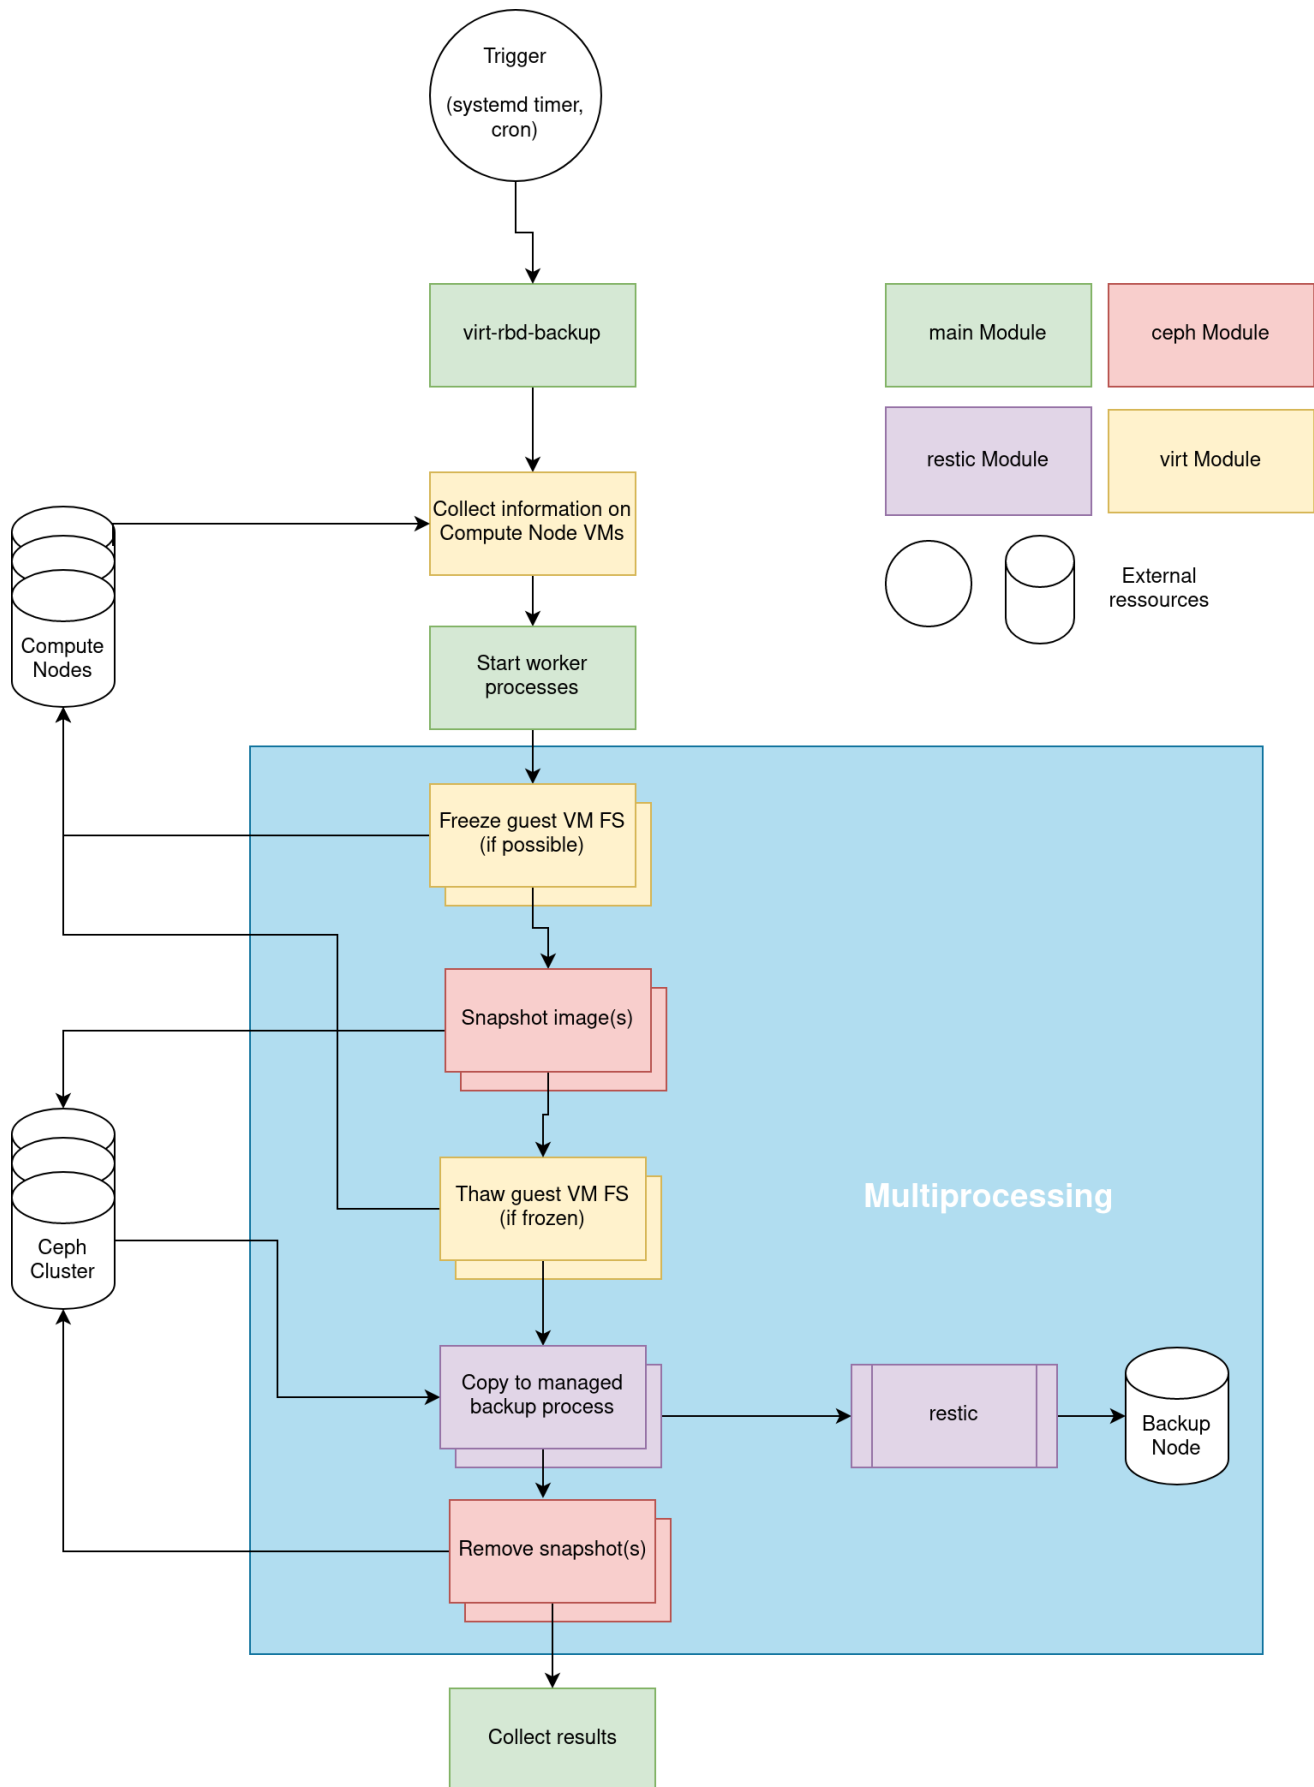 Trigger
(systemd timer,
cron)
virt-rbd-backup
main Module
ceph Module
restic Module
virt Module
External
ressources
Collect information on
Compute Node VMs
Compute
Nodes
Start worker
processes
Freeze guest VM FS
(if possible)
Snapshot image(s)
Thaw guest VM FS
(if frozen)
Multiprocessing
Ceph
Cluster
Copy to managed
backup process
restic
Backup
Node
Remove snapshot(s)
Collect results